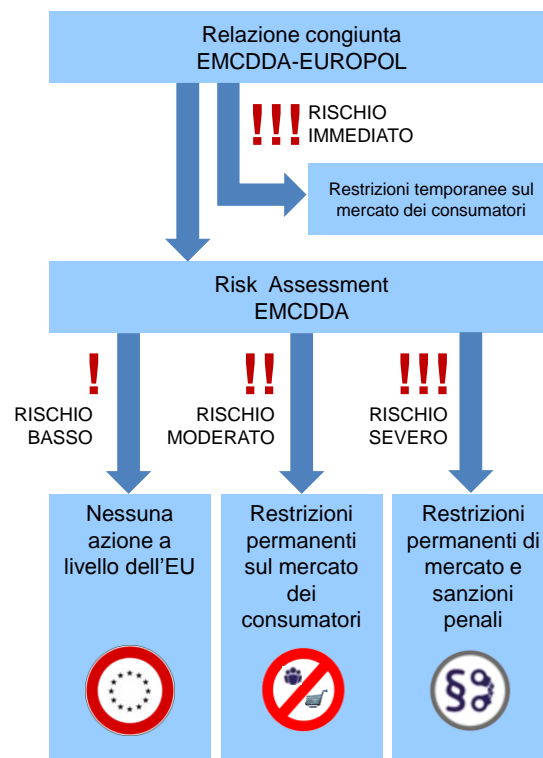 Relazione congiunta
EMCDDA-EUROPOL
!!! RISCHIO
IMMEDIATO
Restrizioni temporanee sul
mercato dei consumatori
Risk Assessment
EMCDDA
!
RISCHIO
BASSO
!!
RISCHIO
MODERATO
!!!
RISCHIO
SEVERO
Nessuna
azione a
livello dell'EU
Restrizioni
permanenti
sul mercato
dei
consumatori
Restrizioni
permanenti di
mercato e
sanzioni
penali
§